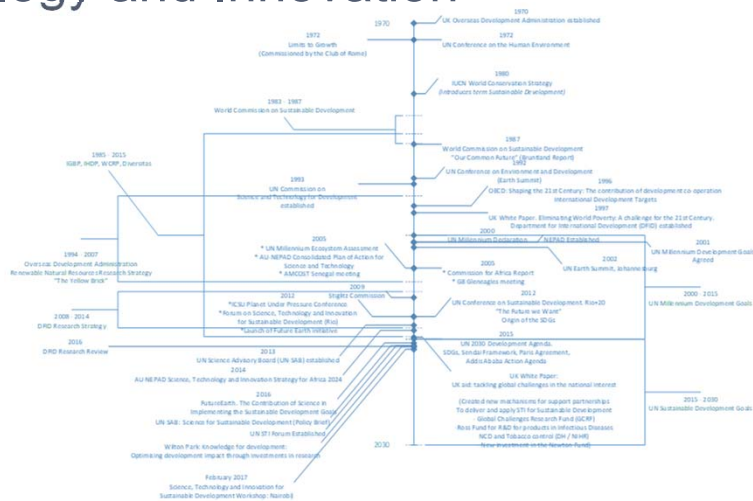 logy and Innovation
1970
UK Overseas Development Administration established
1970
1972
Limits to Growth
(Commissioned by the Club of Rome)
1972
UN Conference on the Human Environment
1980
IUCN World Conservation Strategy
(Introduces term Sustainable Development)
1983 - 1987
World Commission on Sustainable Development
1987
World Commission on Sustainable Development
"Our Common Future" (Bruntland Report)
1985 - 2015
IGBP, IHDP, WCRP, Diversitas
1992
UN Conference on Environment and Development
(Earth Summit)
1993
UN Commission on
Science and Technology for Development
established
1996
OECD: Shaping the 21st Century: The contribution of development co-operation
International Development Targets
1997
UK White Paper: Eliminating World Poverty: A challenge for the 21st Century.
Department for International Development (DFID) established
2000
UN Millennium Declaration
NEPAD Established
2001
UN Millennium Development Goals
Agreed
2002
UN Earth Summit, Johannesburg
2005
* UN Millennium Ecosystem Assessment
* AU-NEPAD Consolidated Plan of Action for
Science and Technology
* AMCOST Senegal meeting
2005
* Commission for Africa Report
* G8 Gleneagles meeting
1994 - 2007
Overseas Development Administration
Renewable Natural Resources Research Strategy
"The Yellow Brick"
2009
Stiglitz Commission
2012
*ICSU Planet Under Pressure Conference
*Forum on Science, Technology and Innovation
for Sustainable Development (Rio)
*Launch of Future Earth Initiative
2012
UN Conference on Sustainable Development: Rio+20
"The Future we Want"
Origin of the SDGs
2000 - 2015
UN Millennium Development Goals
2008 - 2014
DFID Research Strategy
2016
DFID Research Review
2013
UN Science Advisory Board (UN-SAB) established
2014
AU-NEPAD Science, Technology and Innovation Strategy for Africa 2024
2015
UN 2030 Development Agenda.
SDGs, Sendai Framework, Paris Agreement,
Addis Ababa Action Agenda
UK White Paper:
UK aid: tackling global challenges in the national interest
(Created new mechanisms for support partnerships
To deliver and apply STI for Sustainable Development
- Global Challenges Research Fund (GCRF)
- Ross Fund for R&D for products in Infectious Diseases
NCD and Tobacco control (DH / NIHR)
New investment in the Newton Fund)
2016
FutureEarth. The Contribution of Science in
Implementing the Sustainable Development Goals
UN SAB: Science for Sustainable Development (Policy Brief)
UN STI Forum Established
2015 - 2030
UN Sustainable Development Goals
Wilton Park: Knowledge for development:
Optimising development impact through investments in research
2030
February 2017
Science, Technology and Innovation for
Sustainable Development Workshop: Nairobi